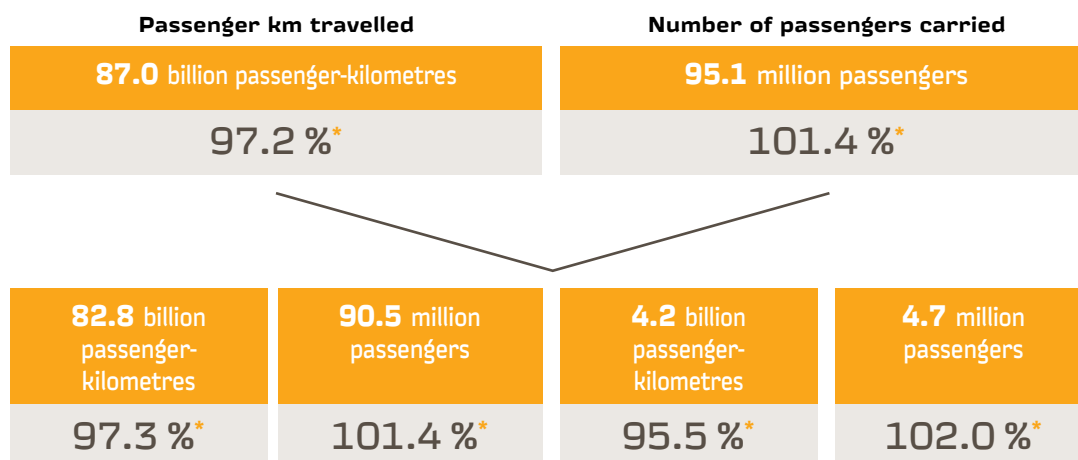 Passenger km travelled
Number of passengers carried
87.0 billion passenger-kilometres
95.1 million passengers
97.2 %*
101.4 %*
82.8 billion
passenger-
kilometres
90.5 million
passengers
4.2 billion
passenger-
kilometres
4.7 million
passengers
97.3 %*
101.4 %*
95.5 %*
102.0 %*